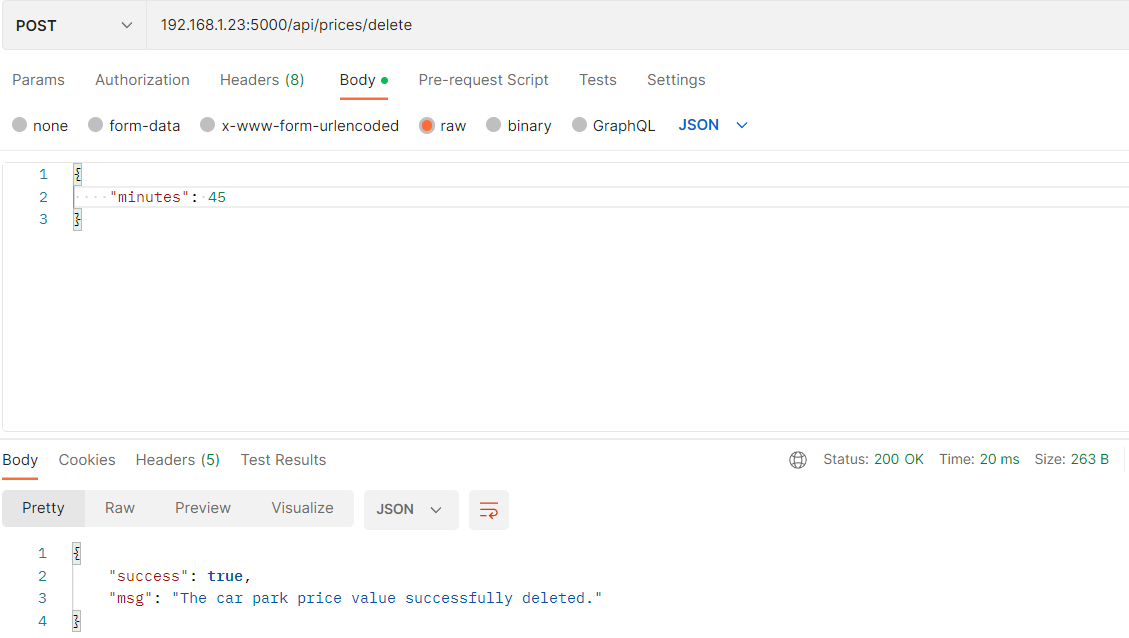 POST 192.168.1.23:5000/api/prices/delete
Params Authorization Headers (8) Body Pre-request Script Tests Settings
none form-data x-www-form-urlencoded raw binary GraphQL JSON
1 {
2 "minutes": 45
3 }
Body Cookies Headers (5) Test Results Status: 200 OK Time: 20 ms Size: 263 B
Pretty Raw Preview Visualize JSON
1 {
2 "success": true,
3 "msg": "The car park price value successfully deleted."
4 }